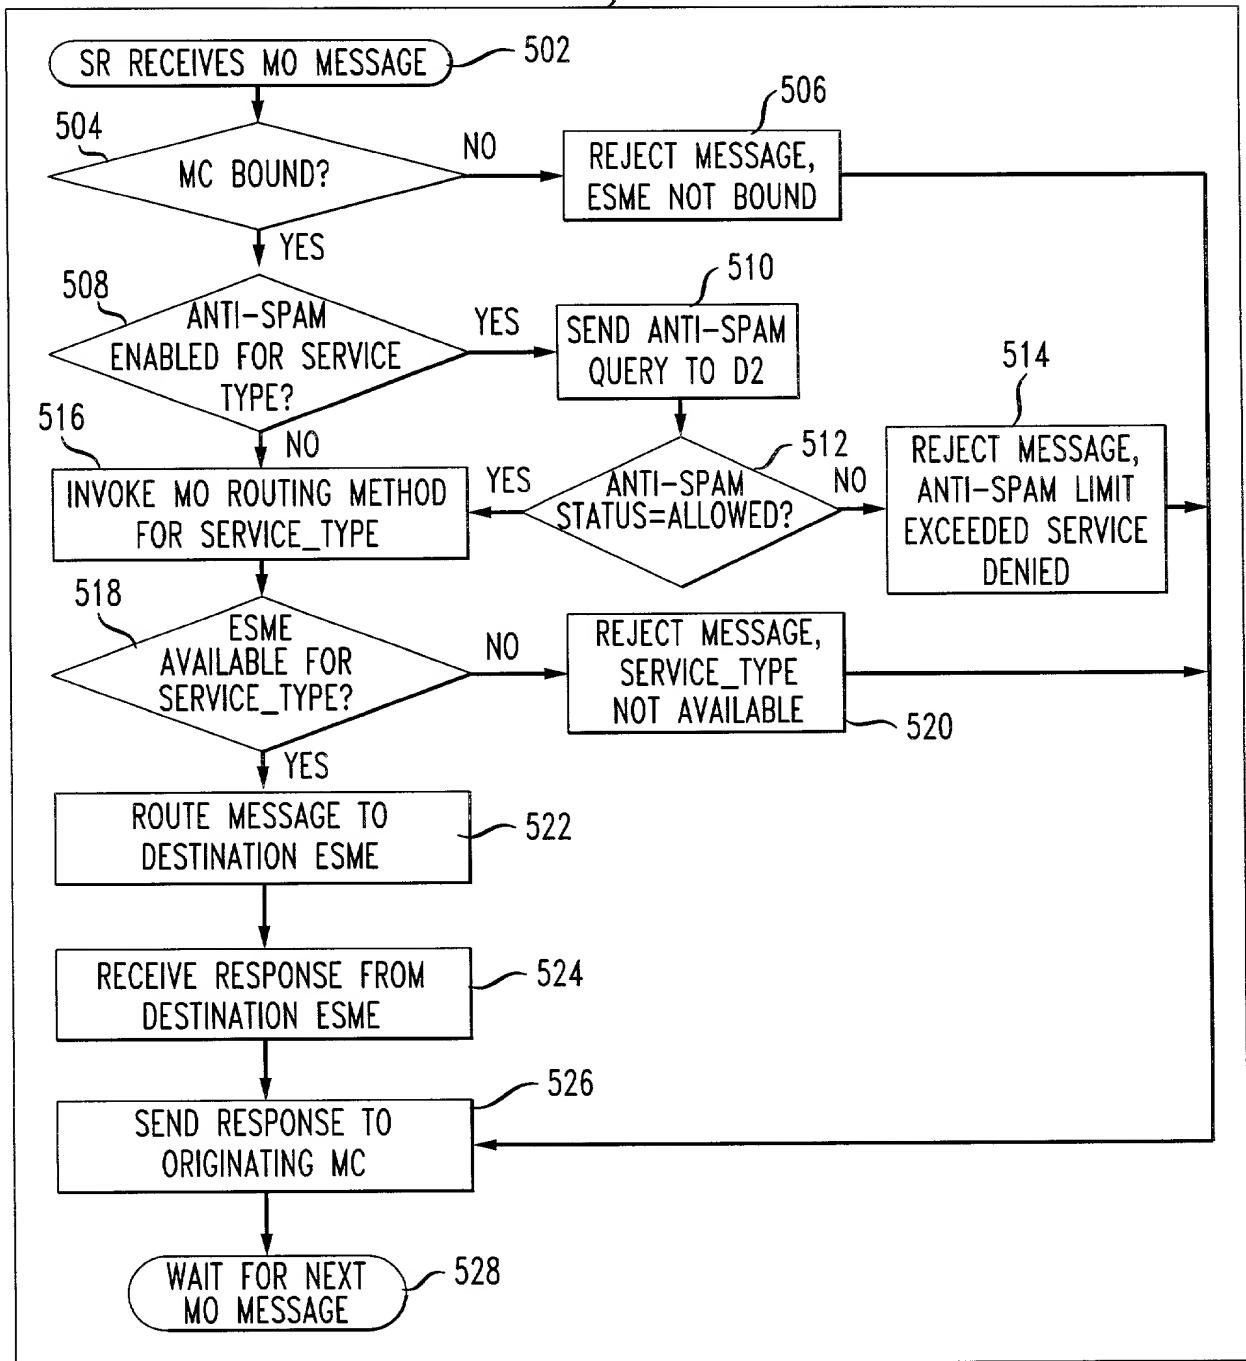 SR RECEIVES MO MESSAGE
502
504
MC BOUND?
NO
506
REJECT MESSAGE,
ESME NOT BOUND
YES
508
ANTI-SPAM
ENABLED FOR SERVICE
TYPE?
YES
510
SEND ANTI-SPAM
QUERY TO D2
NO
512
ANTI-SPAM
STATUS=ALLOWED?
YES
NO
514
REJECT MESSAGE,
ANTI-SPAM LIMIT
EXCEEDED SERVICE
DENIED
516
INVOKE MO ROUTING METHOD
FOR SERVICE_TYPE
518
ESME
AVAILABLE FOR
SERVICE_TYPE?
NO
REJECT MESSAGE,
SERVICE_TYPE
NOT AVAILABLE
520
YES
ROUTE MESSAGE TO
DESTINATION ESME
522
RECEIVE RESPONSE FROM
DESTINATION ESME
524
SEND RESPONSE TO
ORIGINATING MC
526
WAIT FOR NEXT
MO MESSAGE
528